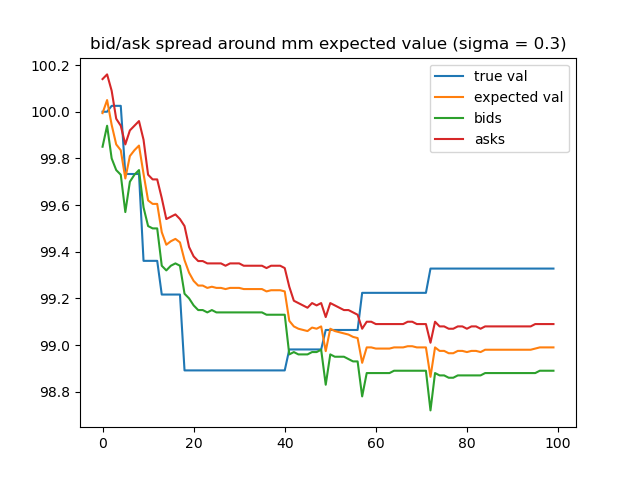 bid/ask spread around mm expected value (sigma = 0.3)
100.2
100.0
99.8
99.6
99.4
99.2
99.0
98.8
0 20 40 60 80 100
true val
expected val
bids
asks